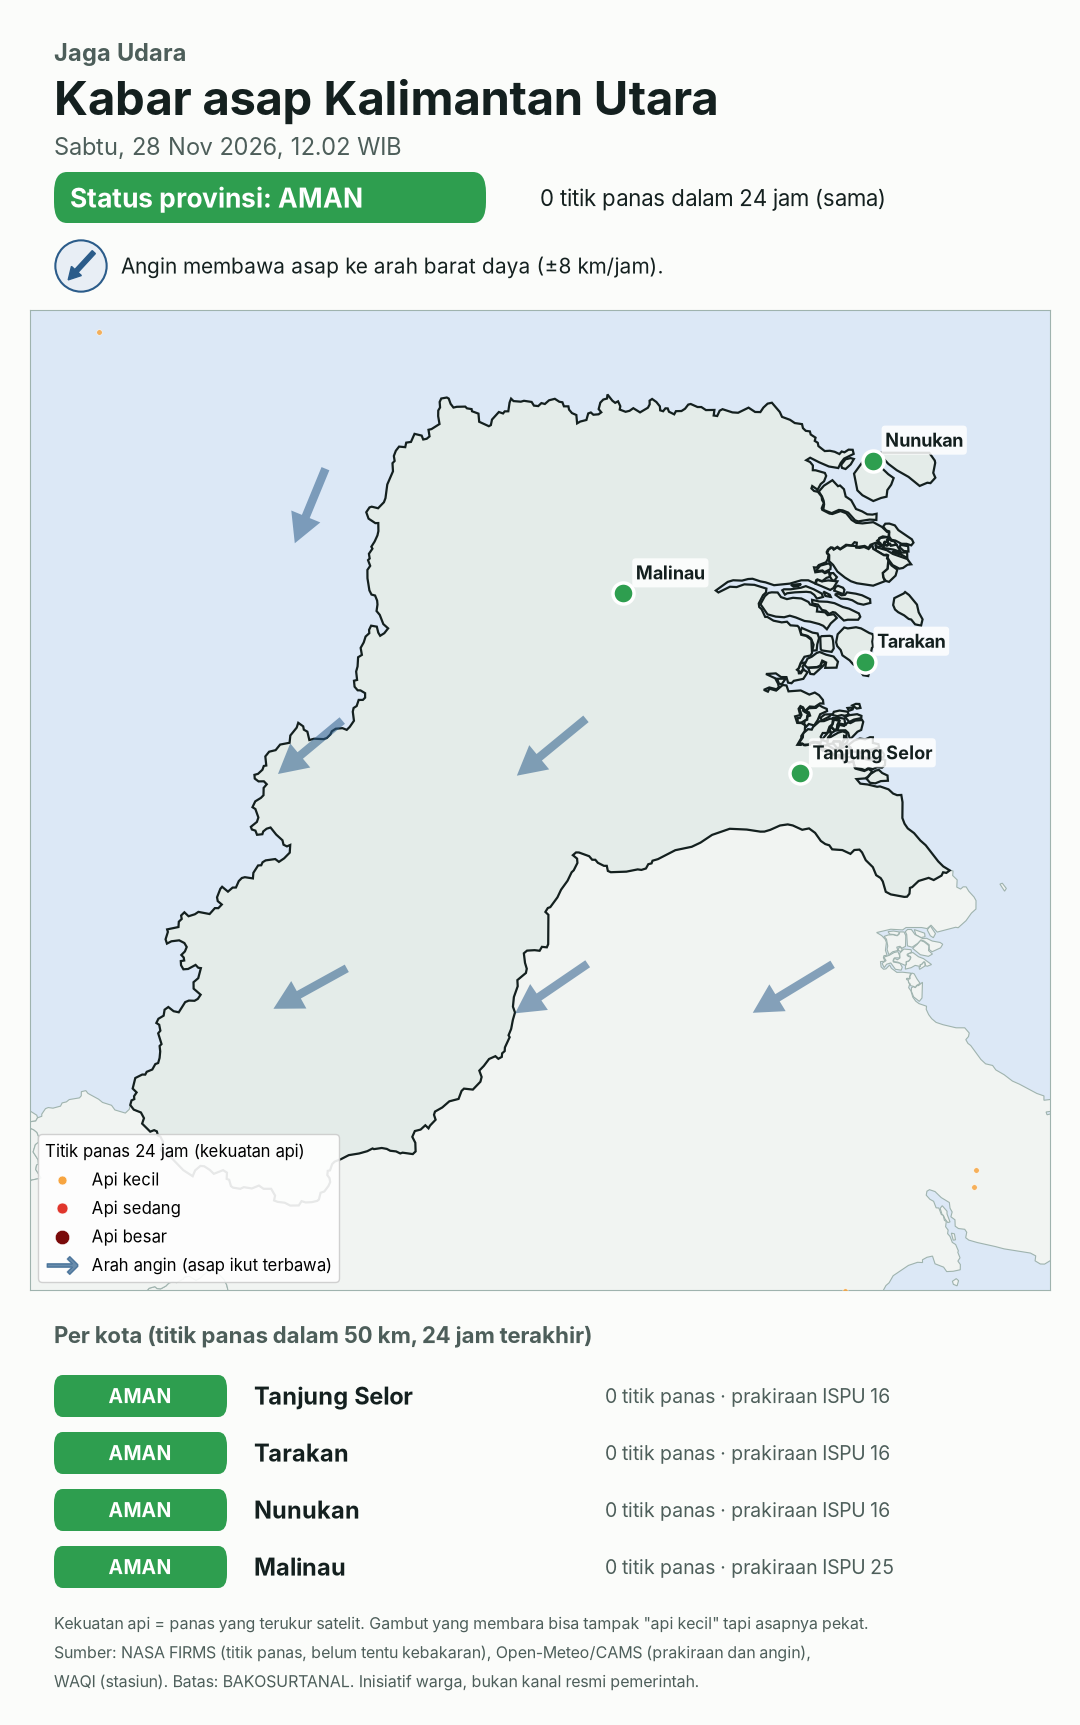 Jaga Udara
Kabar asap Kalimantan Utara
Sabtu, 28 Nov 2026, 12.02 WIB
Status provinsi: AMAN
0 titik panas dalam 24 jam (sama)
Angin membawa asap ke arah barat daya (±8 km/jam).
Nunukan
Malinau
Tarakan
Tanjung Selor
Titik panas 24 jam (kekuatan api)
Api kecil
Api sedang
Api besar
Arah angin (asap ikut terbawa)
Per kota (titik panas dalam 50 km, 24 jam terakhir)
AMAN Tanjung Selor 0 titik panas · prakiraan ISPU 16
AMAN Tarakan 0 titik panas · prakiraan ISPU 16
AMAN Nunukan 0 titik panas · prakiraan ISPU 16
AMAN Malinau 0 titik panas · prakiraan ISPU 25
Kekuatan api = panas yang terukur satelit. Gambut yang membara bisa tampak "api kecil" tapi asapnya pekat.
Sumber: NASA FIRMS (titik panas, belum tentu kebakaran), Open-Meteo/CAMS (prakiraan dan angin),
WAQI (stasiun). Batas: BAKOSURTANAL. Inisiatif warga, bukan kanal resmi pemerintah.